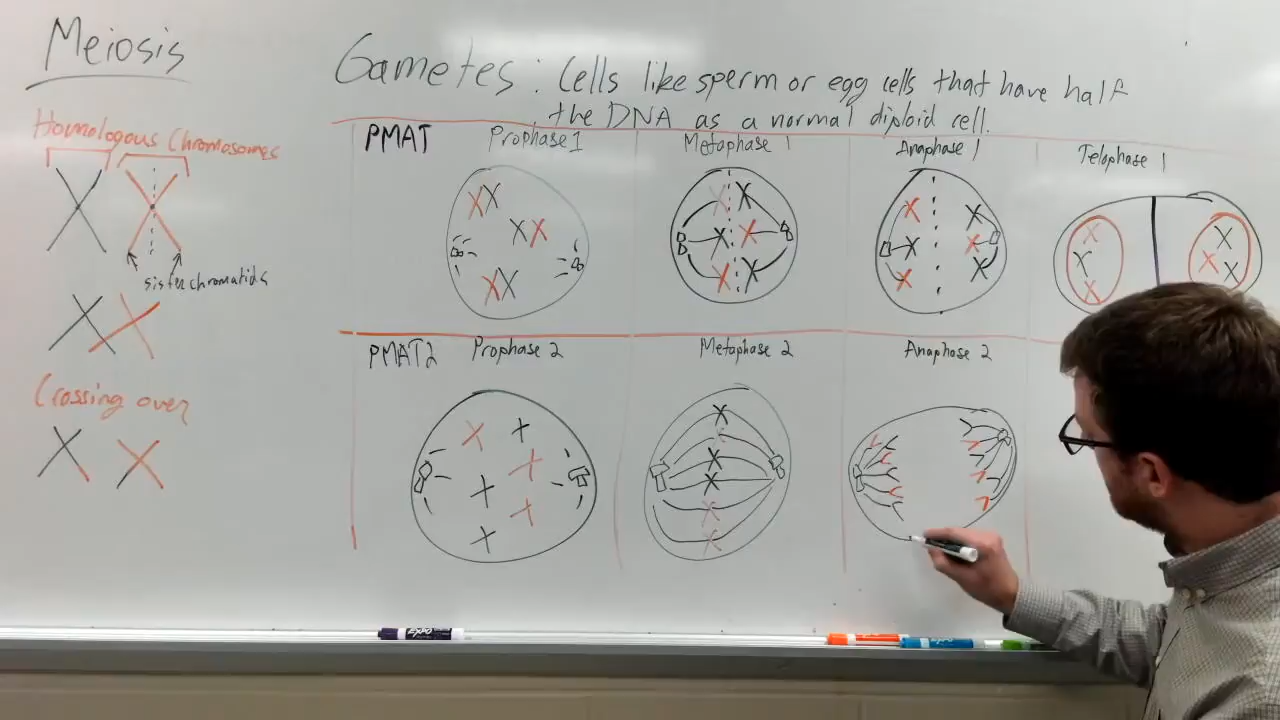 Meiosis
Gametes: Cells like sperm or egg cells that have half
the DNA as a normal diploid cell.
Homologous Chromosomes
sister chromatids
Crossing over
PMAT
Prophase 1
Metaphase 1
Anaphase 1
Telophase 1
PMAT2
Prophase 2
Metaphase 2
Anaphase 2
EXPO